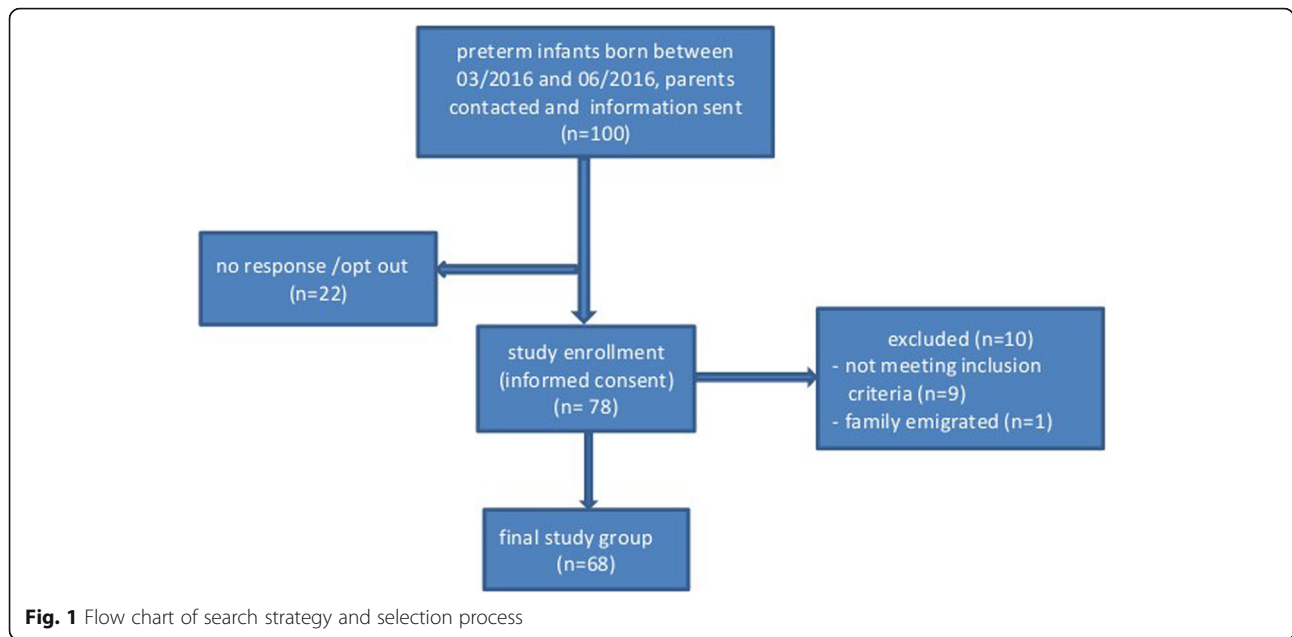 preterm infants born between
03/2016 and 06/2016, parents
contacted and information sent
(n=100)
no response /opt out
(n=22)
study enrollment
(informed consent)
(n= 78)
excluded (n=10)
- not meeting inclusion
criteria (n=9)
- family emigrated (n=1)
final study group
(n=68)
Fig. 1 Flow chart of search strategy and selection process